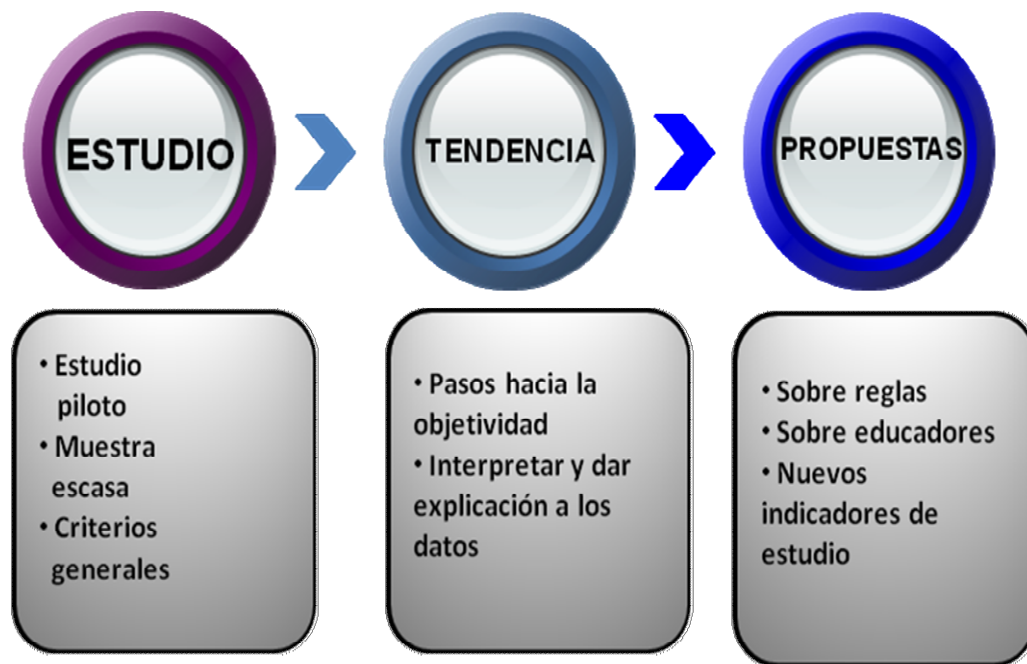 ESTUDIO
TENDENCIA
PROPUESTAS
• Estudio
piloto
• Muestra
escasa
• Criterios
generales
• Pasos hacia la
objetividad
• Interpretar y dar
explicación a los
datos
• Sobre reglas
• Sobre educadores
• Nuevos
indicadores de
estudio